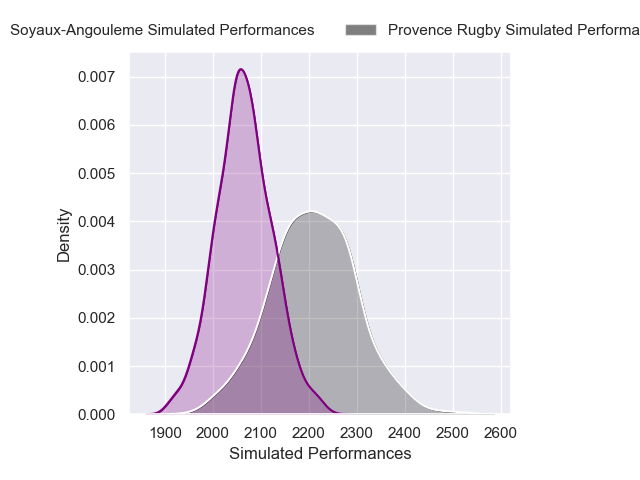 Soyaux-Angouleme Simulated Performances
Provence Rugby Simulated Performa
0.007
0.006
0.005
0.004
0.003
0.002
0.001
0.000
Density
1900 2000 2100 2200 2300 2400 2500 2600
Simulated Performances